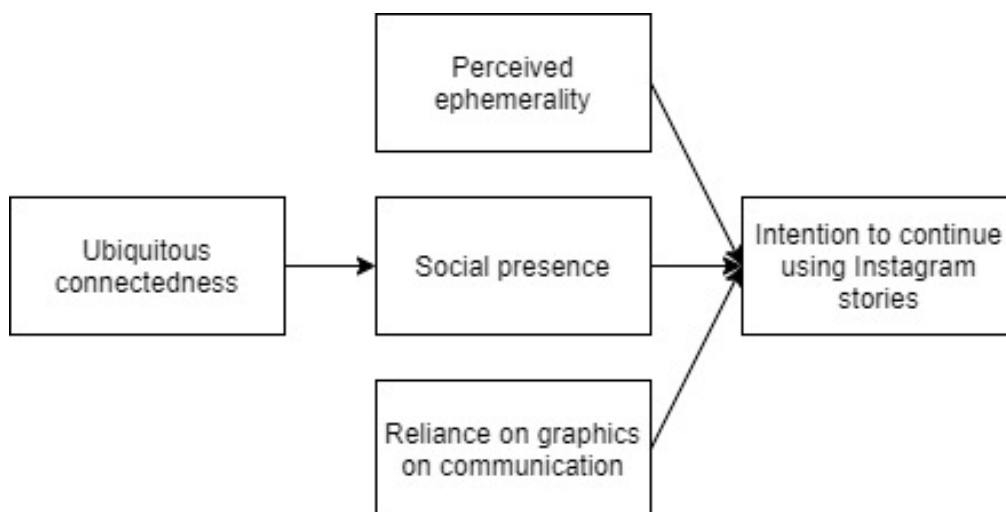 Perceived
ephemerality
Ubiquitous
connectedness
Social presence
Intention to continue
using Instagram
stories
Reliance on graphics
on communication